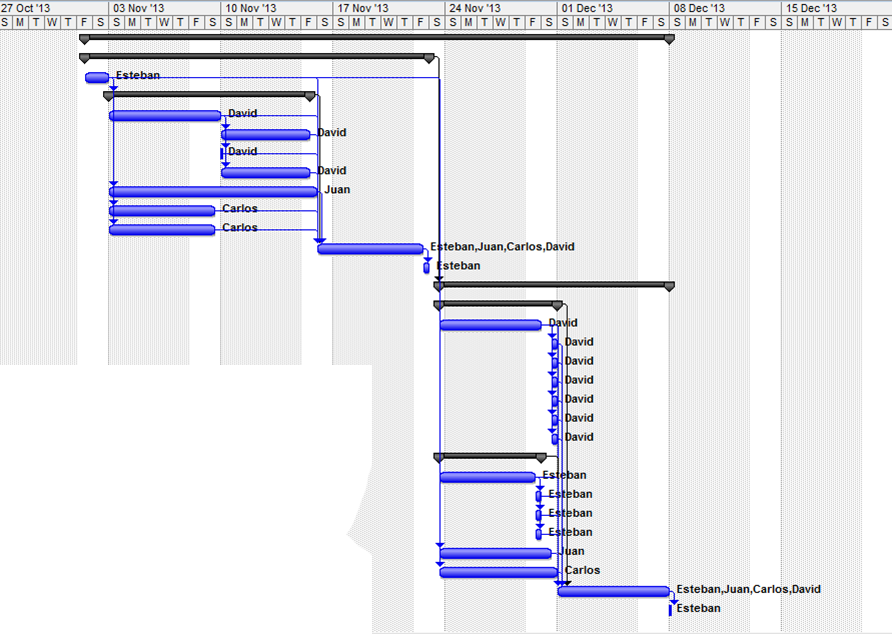 27 Oct '13 03 Nov '13 10 Nov '13 17 Nov '13 24 Nov '13 01 Dec '13 08 Dec '13 15 Dec '13
S M T W T F S S M T W T F S S M T W T F S S M T W T F S S M T W T F S S M T W T F S S M T W T F S S M T W T F S
Esteban
David
David
David
David
Juan
Carlos
Carlos
Esteban,Juan,Carlos,David
Esteban
David
David
David
David
David
David
David
Esteban
Esteban
Esteban
Esteban
Juan
Carlos
Esteban,Juan,Carlos,David
Esteban